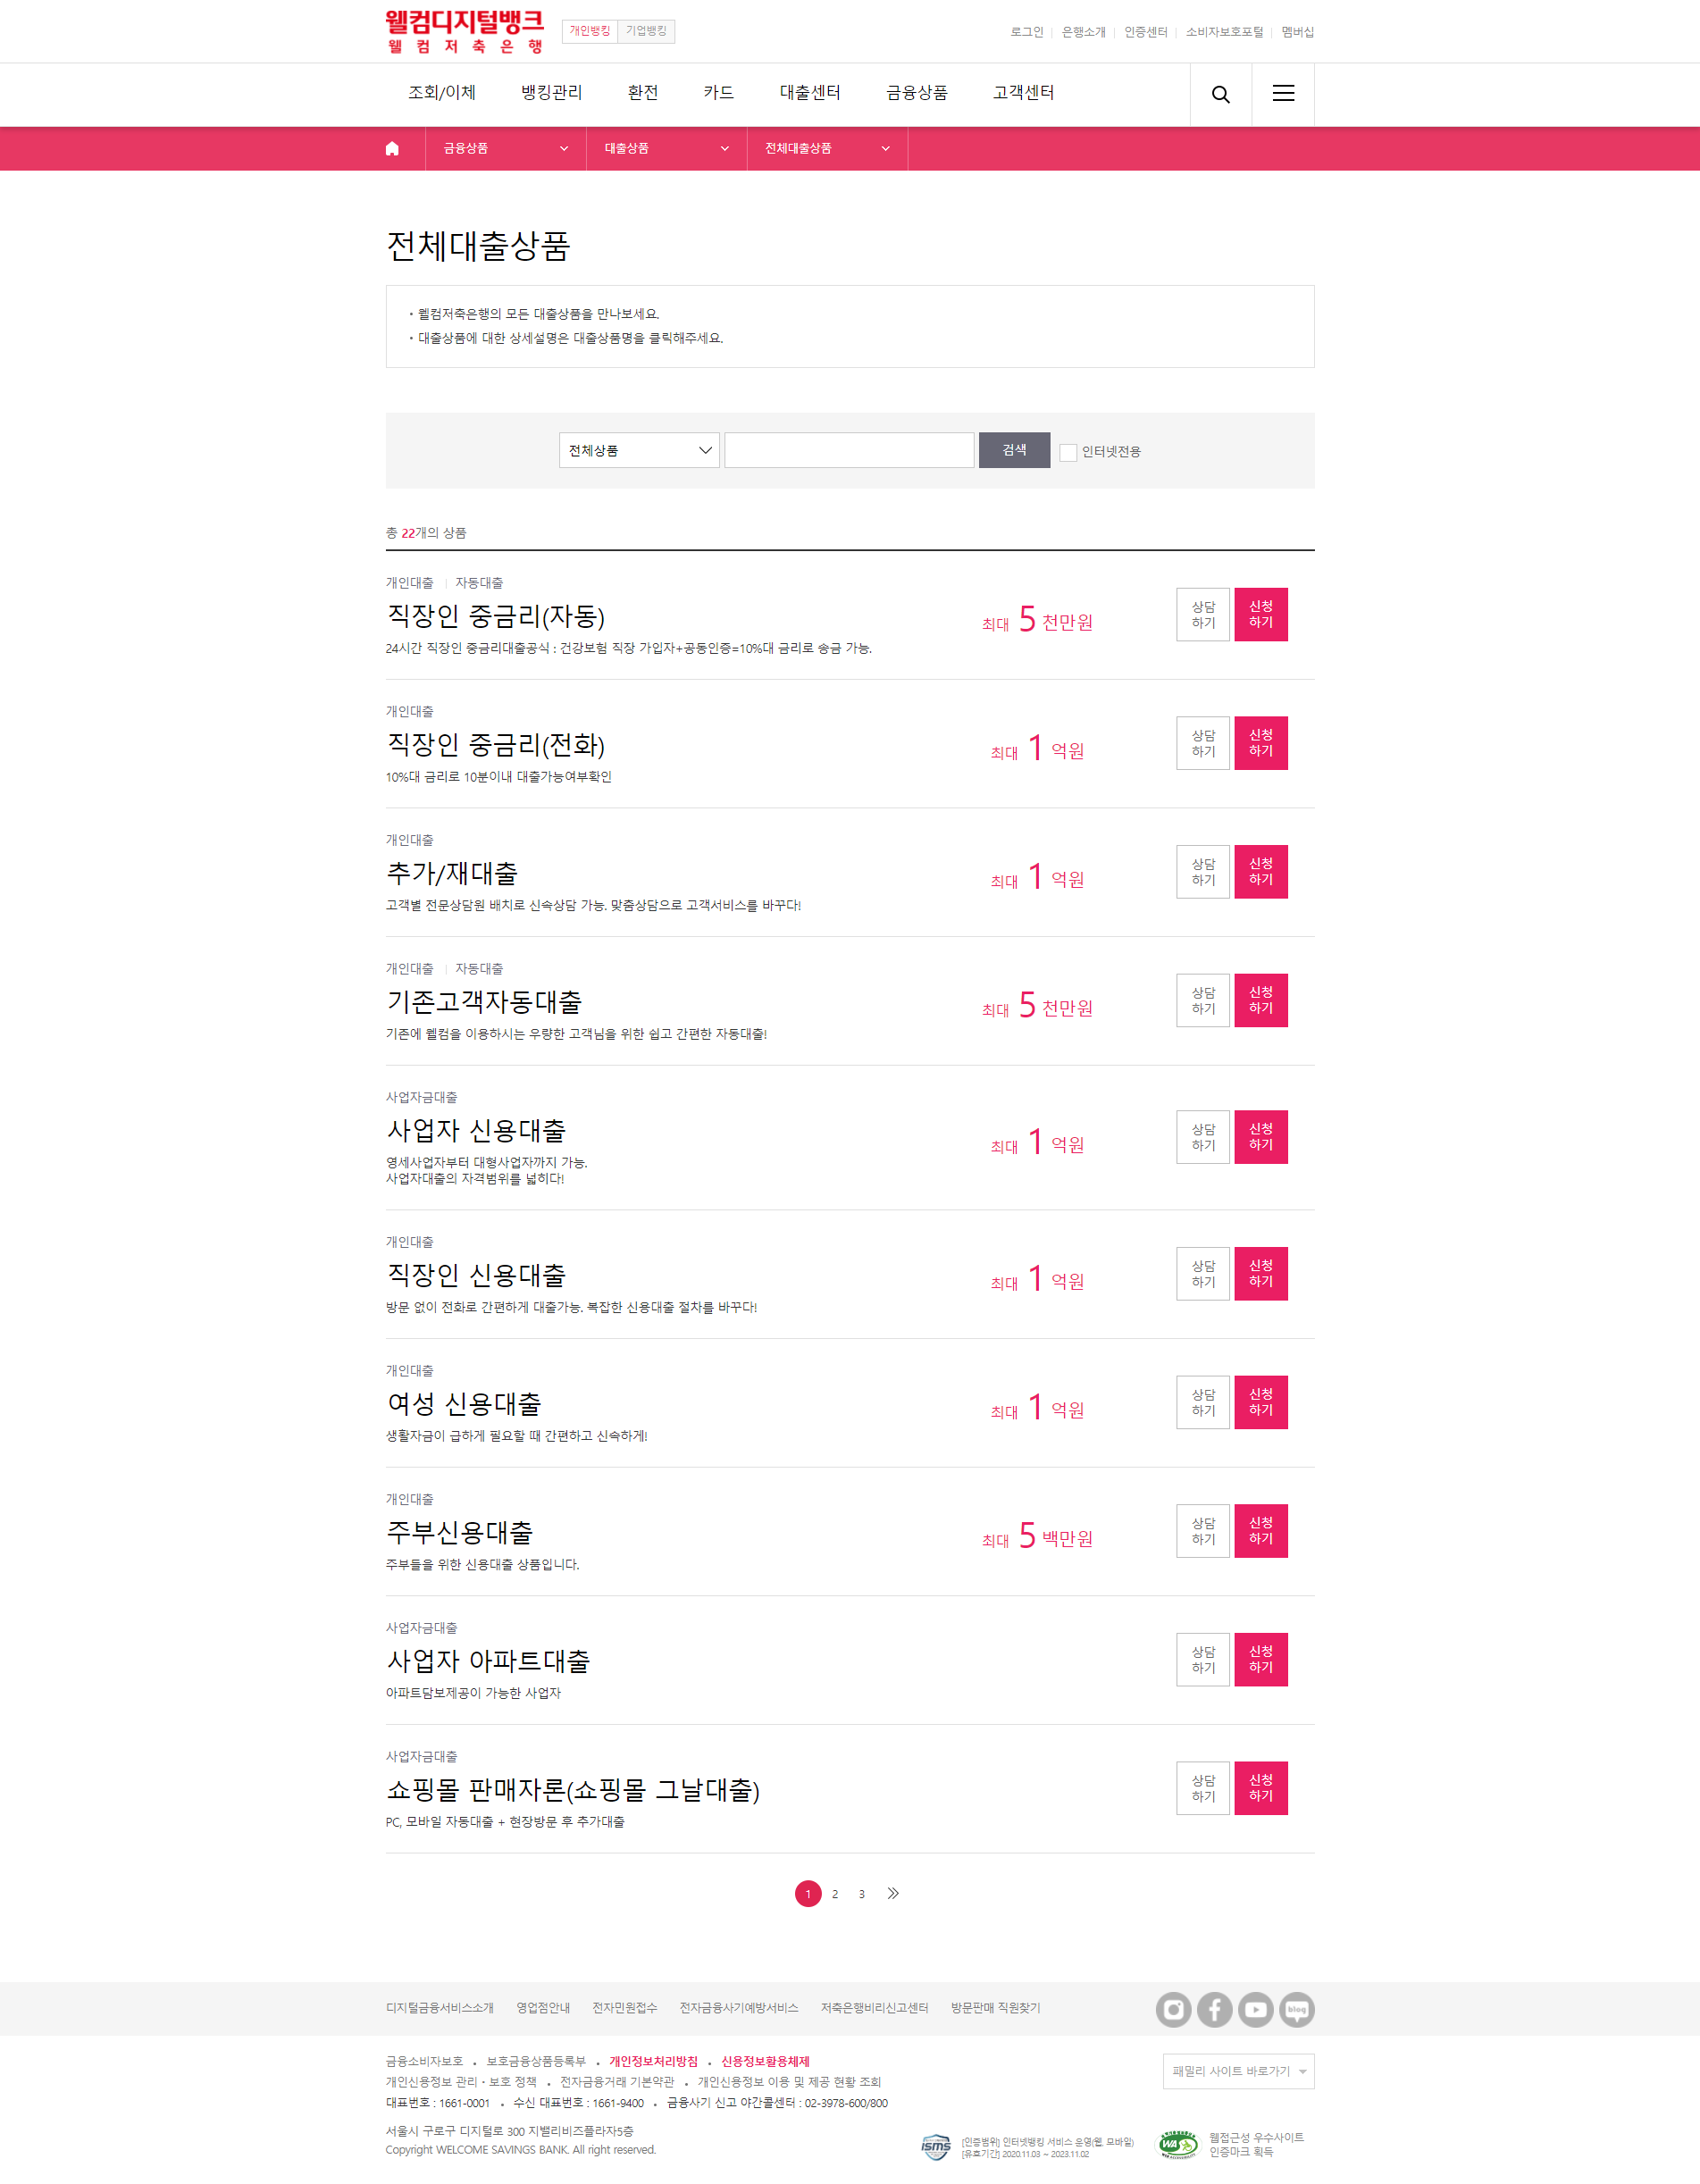 웰컴디지털뱅크
웰컴저축은행
개인뱅킹 기업뱅킹
로그인 은행소개 인증센터 소비자보호포털 멤버십
조회/이체 뱅킹관리 환전 카드 대출센터 금융상품 고객센터
금융상품 대출상품 전체대출상품
전체대출상품
• 웰컴저축은행의 모든 대출상품을 만나보세요.
• 대출상품에 대한 상세설명은 대출상품명을 클릭해주세요.
전체상품 검색 인터넷전용
총 22개의 상품
개인대출 | 자동대출
직장인 중금리(자동)
24시간 직장인 중금리대출공식 : 건강보험 직장 가입자+공동인증=10%대 금리로 송금 가능.
최대 5 천만원
상담하기 신청하기
개인대출
직장인 중금리(전화)
10%대 금리로 10분이내 대출가능여부확인
최대 1 억원
상담하기 신청하기
개인대출
추가/재대출
고객별 전문상담원 배치로 신속상담 가능. 맞춤상담으로 고객서비스를 바꾸다!
최대 1 억원
상담하기 신청하기
개인대출 | 자동대출
기존고객자동대출
기존에 웰컴을 이용하시는 우량한 고객님을 위한 쉽고 간편한 자동대출!
최대 5 천만원
상담하기 신청하기
사업자금대출
사업자 신용대출
영세사업자부터 대형사업자까지 가능.
사업자대출의 자격범위를 넓히다!
최대 1 억원
상담하기 신청하기
개인대출
직장인 신용대출
방문 없이 전화로 간편하게 대출가능. 복잡한 신용대출 절차를 바꾸다!
최대 1 억원
상담하기 신청하기
개인대출
여성 신용대출
생활자금이 급하게 필요할 때 간편하고 신속하게!
최대 1 억원
상담하기 신청하기
개인대출
주부신용대출
주부들을 위한 신용대출 상품입니다.
최대 5 백만원
상담하기 신청하기
사업자금대출
사업자 아파트대출
아파트담보제공이 가능한 사업자
상담하기 신청하기
사업자금대출
쇼핑몰 판매자론(쇼핑몰 그날대출)
PC, 모바일 자동대출 + 현장방문 후 추가대출
상담하기 신청하기
1 2 3
디지털금융서비스소개 영업점안내 전자민원접수 전자금융사기예방서비스 저축은행비리신고센터 방문판매 직원찾기
blog
금융소비자보호 • 보호금융상품등록부 • 개인정보처리방침 • 신용정보활용체제
패밀리 사이트 바로가기
개인신용정보 관리·보호 정책 • 전자금융거래 기본약관 • 개인신용정보 이용 및 제공 현황 조회
대표번호 : 1661-0001 • 수신 대표번호 : 1661-9400 • 금융사기 신고 야간콜센터 : 02-3978-600/800
서울시 구로구 디지털로 300 지밸리비즈플라자5층
Copyright WELCOME SAVINGS BANK. All right reserved.
ISMS
[인증범위] 인터넷뱅킹 서비스 운영(웹, 모바일)
[유효기간] 2020.11.03 ~ 2023.11.02
WA
웹접근성 우수사이트
인증마크 획득